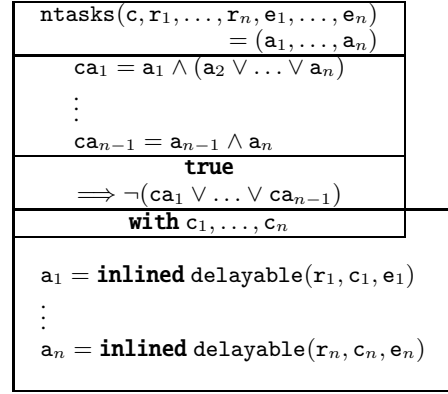 ntasks(c, r₁, …, rₙ, e₁, …, eₙ)
= (a₁, …, aₙ)
ca₁ = a₁ ∧ (a₂ ∨ … ∨ aₙ)
⋮
caₙ₋₁ = aₙ₋₁ ∧ aₙ
true
⟹ ¬(ca₁ ∨ … ∨ caₙ₋₁)
with c₁, …, cₙ
a₁ = inlined delayable(r₁, c₁, e₁)
⋮
aₙ = inlined delayable(rₙ, cₙ, eₙ)